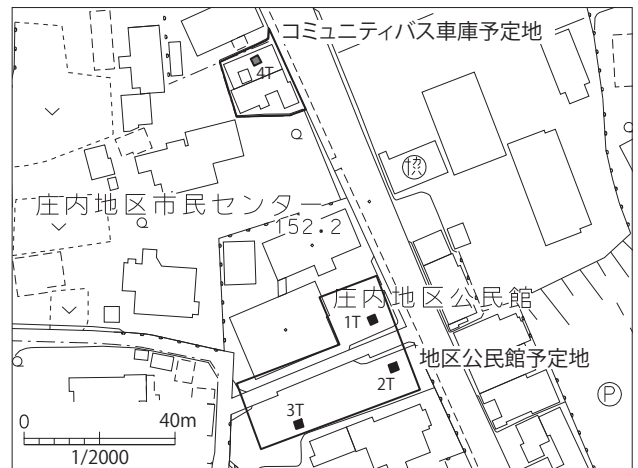 コミュニティバス車庫予定地
4T
協
庄内地区市民センター
152.2
庄内地区公民館
1T
地区公民館予定地
2T
P
3T
0 40m
1/2000